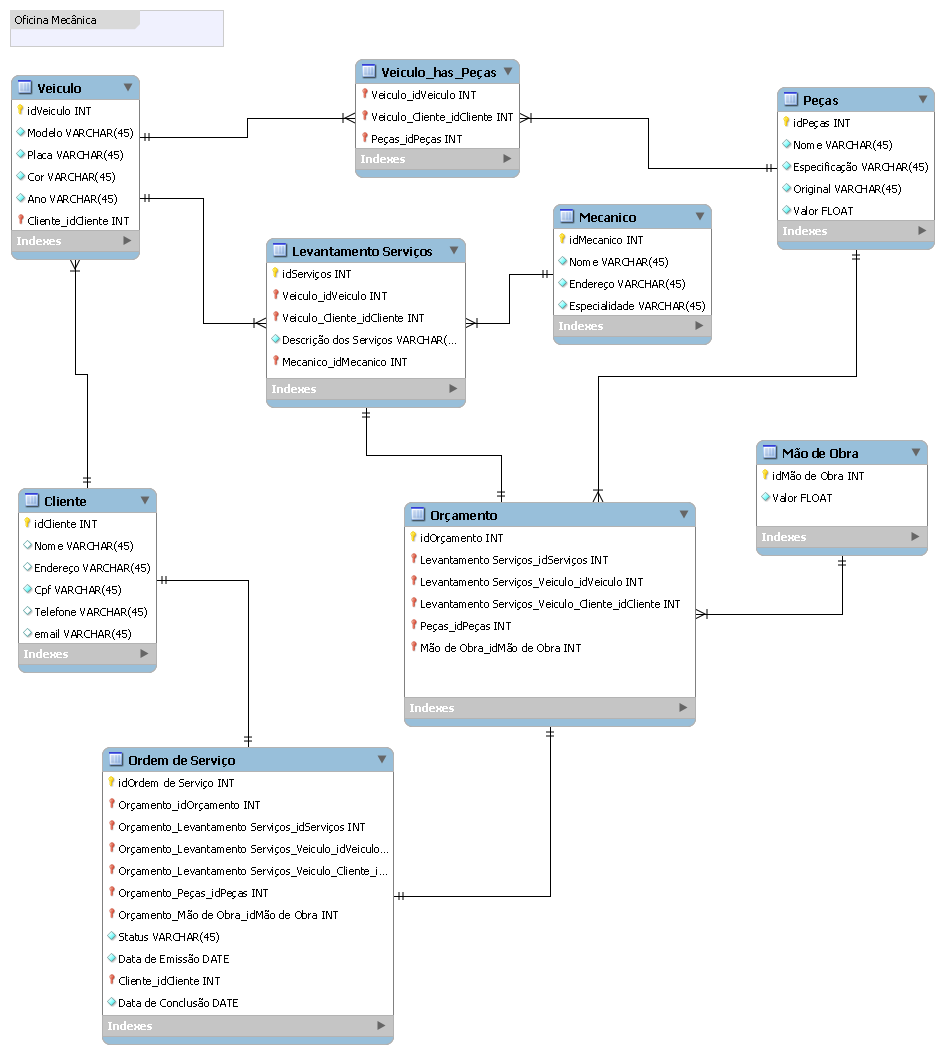 Oficina Mecânica
Veiculo
idVeiculo INT
Modelo VARCHAR(45)
Placa VARCHAR(45)
Cor VARCHAR(45)
Ano VARCHAR(45)
Cliente_idCliente INT
Indexes
Veiculo_has_Peças
Veiculo_idVeiculo INT
Veiculo_Cliente_idCliente INT
Peças_idPeças INT
Indexes
Peças
idPeças INT
Nome VARCHAR(45)
Especificação VARCHAR(45)
Original VARCHAR(45)
Valor FLOAT
Indexes
Levantamento Serviços
idServiços INT
Veiculo_idVeiculo INT
Veiculo_Cliente_idCliente INT
Descrição dos Serviços VARCHAR(...
Mecanico_idMecanico INT
Indexes
Mecanico
idMecanico INT
Nome VARCHAR(45)
Endereço VARCHAR(45)
Especialidade VARCHAR(45)
Indexes
Mão de Obra
idMão de Obra INT
Valor FLOAT
Indexes
Cliente
idCliente INT
Nome VARCHAR(45)
Endereço VARCHAR(45)
Cpf VARCHAR(45)
Telefone VARCHAR(45)
email VARCHAR(45)
Indexes
Orçamento
idOrçamento INT
Levantamento Serviços_idServiços INT
Levantamento Serviços_Veiculo_idVeiculo INT
Levantamento Serviços_Veiculo_Cliente_idCliente INT
Peças_idPeças INT
Mão de Obra_idMão de Obra INT
Indexes
Ordem de Serviço
idOrdem de Serviço INT
Orçamento_idOrçamento INT
Orçamento_Levantamento Serviços_idServiços INT
Orçamento_Levantamento Serviços_Veiculo_idVeiculo...
Orçamento_Levantamento Serviços_Veiculo_Cliente_i...
Orçamento_Peças_idPeças INT
Orçamento_Mão de Obra_idMão de Obra INT
Status VARCHAR(45)
Data de Emissão DATE
Cliente_idCliente INT
Data de Conclusão DATE
Indexes